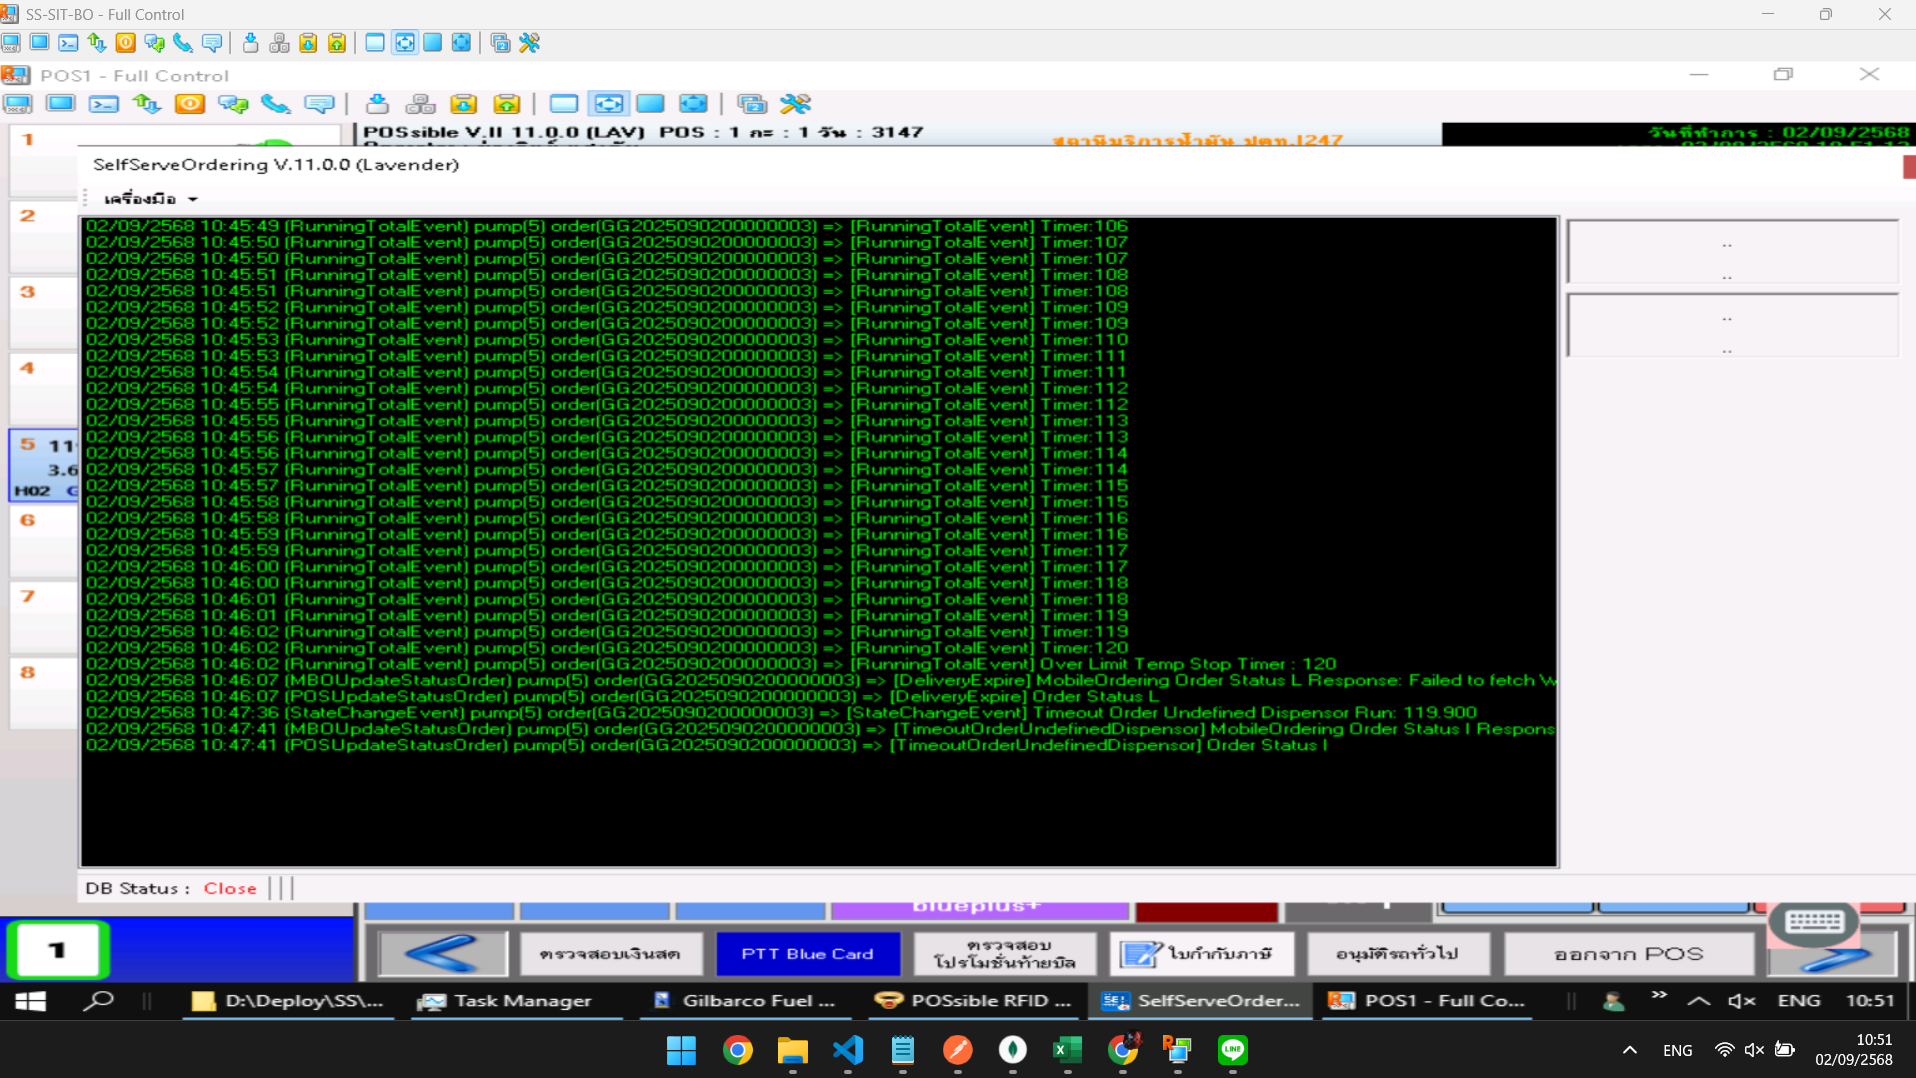 SS-SIT-BO - Full Control
POS1 - Full Control
POSsible V.II 11.0.0 (LAV) POS : 1 กะ : 1 วัน : 3147
วันที่ทำการ : 02/09/2568
SelfServeOrdering V.11.0.0 (Lavender)
เครื่องมือ
1
2
3
4
5 11
3.6
H02
6
7
8
02/09/2568 10:45:49 (RunningTotalEvent) pump(5) order(GG2025090200000003) => [RunningTotalEvent] Timer:106
02/09/2568 10:45:50 (RunningTotalEvent) pump(5) order(GG2025090200000003) => [RunningTotalEvent] Timer:107
02/09/2568 10:45:50 (RunningTotalEvent) pump(5) order(GG2025090200000003) => [RunningTotalEvent] Timer:107
02/09/2568 10:45:51 (RunningTotalEvent) pump(5) order(GG2025090200000003) => [RunningTotalEvent] Timer:108
02/09/2568 10:45:51 (RunningTotalEvent) pump(5) order(GG2025090200000003) => [RunningTotalEvent] Timer:108
02/09/2568 10:45:52 (RunningTotalEvent) pump(5) order(GG2025090200000003) => [RunningTotalEvent] Timer:109
02/09/2568 10:45:52 (RunningTotalEvent) pump(5) order(GG2025090200000003) => [RunningTotalEvent] Timer:109
02/09/2568 10:45:53 (RunningTotalEvent) pump(5) order(GG2025090200000003) => [RunningTotalEvent] Timer:110
02/09/2568 10:45:53 (RunningTotalEvent) pump(5) order(GG2025090200000003) => [RunningTotalEvent] Timer:111
02/09/2568 10:45:54 (RunningTotalEvent) pump(5) order(GG2025090200000003) => [RunningTotalEvent] Timer:111
02/09/2568 10:45:54 (RunningTotalEvent) pump(5) order(GG2025090200000003) => [RunningTotalEvent] Timer:112
02/09/2568 10:45:55 (RunningTotalEvent) pump(5) order(GG2025090200000003) => [RunningTotalEvent] Timer:112
02/09/2568 10:45:55 (RunningTotalEvent) pump(5) order(GG2025090200000003) => [RunningTotalEvent] Timer:113
02/09/2568 10:45:56 (RunningTotalEvent) pump(5) order(GG2025090200000003) => [RunningTotalEvent] Timer:113
02/09/2568 10:45:56 (RunningTotalEvent) pump(5) order(GG2025090200000003) => [RunningTotalEvent] Timer:114
02/09/2568 10:45:57 (RunningTotalEvent) pump(5) order(GG2025090200000003) => [RunningTotalEvent] Timer:114
02/09/2568 10:45:57 (RunningTotalEvent) pump(5) order(GG2025090200000003) => [RunningTotalEvent] Timer:115
02/09/2568 10:45:58 (RunningTotalEvent) pump(5) order(GG2025090200000003) => [RunningTotalEvent] Timer:115
02/09/2568 10:45:58 (RunningTotalEvent) pump(5) order(GG2025090200000003) => [RunningTotalEvent] Timer:116
02/09/2568 10:45:59 (RunningTotalEvent) pump(5) order(GG2025090200000003) => [RunningTotalEvent] Timer:116
02/09/2568 10:45:59 (RunningTotalEvent) pump(5) order(GG2025090200000003) => [RunningTotalEvent] Timer:117
02/09/2568 10:46:00 (RunningTotalEvent) pump(5) order(GG2025090200000003) => [RunningTotalEvent] Timer:117
02/09/2568 10:46:00 (RunningTotalEvent) pump(5) order(GG2025090200000003) => [RunningTotalEvent] Timer:118
02/09/2568 10:46:01 (RunningTotalEvent) pump(5) order(GG2025090200000003) => [RunningTotalEvent] Timer:118
02/09/2568 10:46:01 (RunningTotalEvent) pump(5) order(GG2025090200000003) => [RunningTotalEvent] Timer:119
02/09/2568 10:46:02 (RunningTotalEvent) pump(5) order(GG2025090200000003) => [RunningTotalEvent] Timer:119
02/09/2568 10:46:02 (RunningTotalEvent) pump(5) order(GG2025090200000003) => [RunningTotalEvent] Timer:120
02/09/2568 10:46:02 (RunningTotalEvent) pump(5) order(GG2025090200000003) => [RunningTotalEvent] Over Limit Temp Stop Timer : 120
02/09/2568 10:46:07 (MBOUpdateStatusOrder) pump(5) order(GG2025090200000003) => [DeliveryExpire] MobileOrdering Order Status L Response: Failed to fetch W
02/09/2568 10:46:07 (POSUpdateStatusOrder) pump(5) order(GG2025090200000003) => [DeliveryExpire] Order Status L
02/09/2568 10:47:36 (StateChangeEvent) pump(5) order(GG2025090200000003) => [StateChangeEvent] Timeout Order Undefined Dispensor Run: 119.900
02/09/2568 10:47:41 (MBOUpdateStatusOrder) pump(5) order(GG2025090200000003) => [TimeoutOrderUndefinedDispensor] MobileOrdering Order Status I Respons
02/09/2568 10:47:41 (POSUpdateStatusOrder) pump(5) order(GG2025090200000003) => [TimeoutOrderUndefinedDispensor] Order Status I
..
..
..
..
DB Status : Close
blueplus+
1
ตรวจสอบเงินสด
PTT Blue Card
ตรวจสอบ
โปรโมชั่นท้ายบิล
ใบกำกับภาษี
อนุมัติรถทั่วไป
ออกจาก POS
D:\Deploy\SS\...
Task Manager
Gilbarco Fuel ...
POSsible RFID ...
SelfServeOrder...
POS1 - Full Co...
ENG
10:51
ENG
10:51
02/09/2568